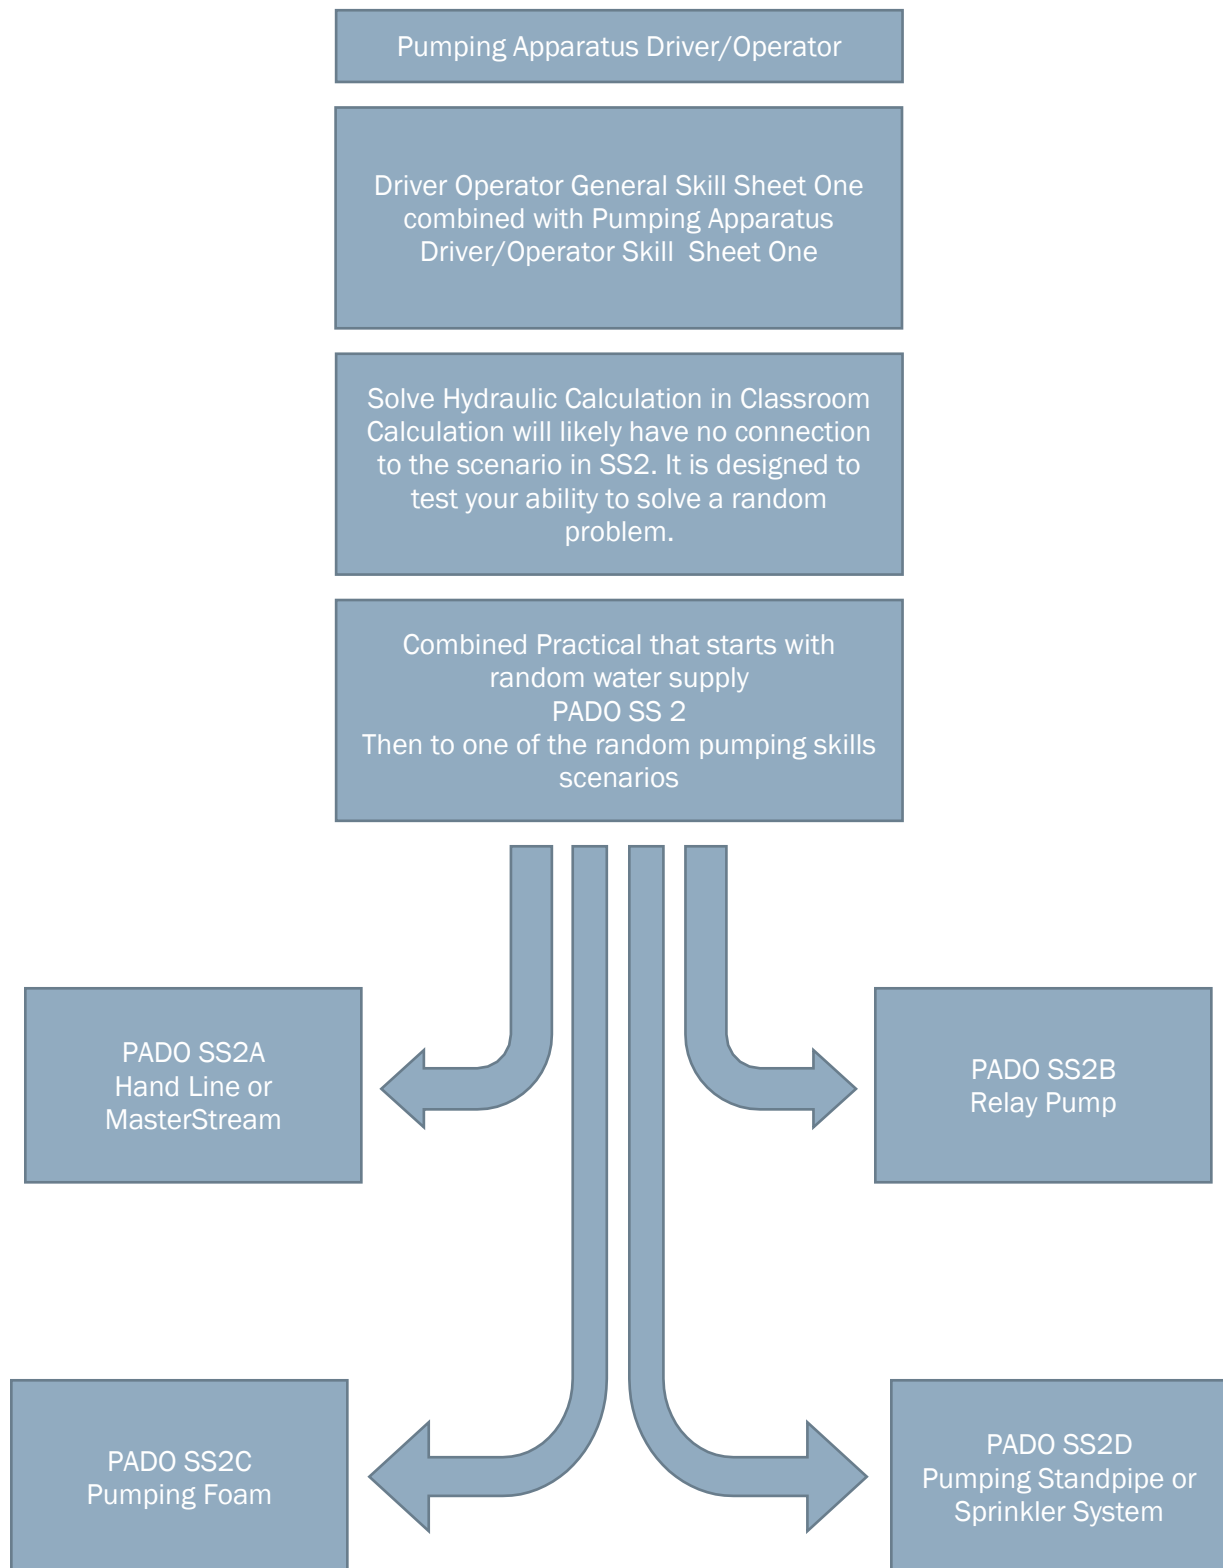 Pumping Apparatus Driver/Operator
Driver Operator General Skill Sheet One
combined with Pumping Apparatus
Driver/Operator Skill  Sheet One
Solve Hydraulic Calculation in Classroom
Calculation will likely have no connection
to the scenario in SS2. It is designed to
test your ability to solve a random
problem.
Combined Practical that starts with
random water supply
PADO SS 2
Then to one of the random pumping skills
scenarios
PADO SS2A
Hand Line or
MasterStream
PADO SS2B
Relay Pump
PADO SS2C
Pumping Foam
PADO SS2D
Pumping Standpipe or
Sprinkler System